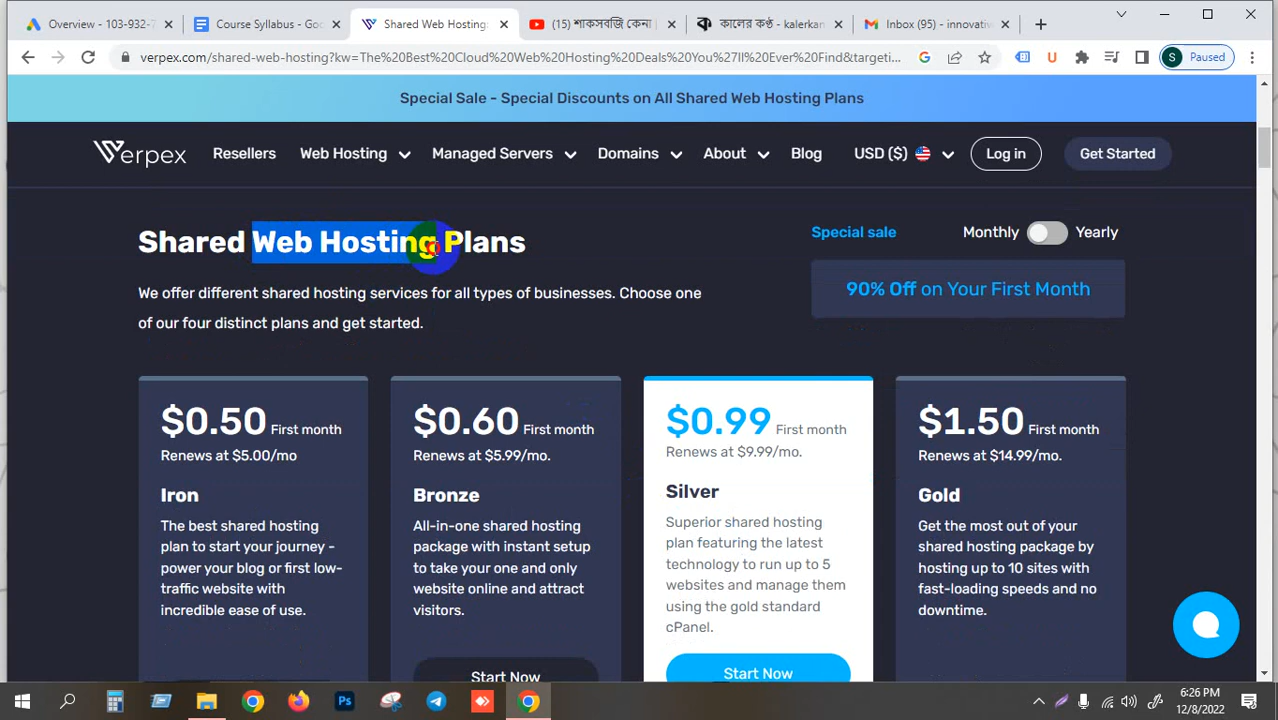 Overview - 103-932-7
Course Syllabus - Goo
Shared Web Hosting:
(15) শাকসবজি কেনা
কালের কণ্ঠ - kalerkan
Inbox (95) - innovativ
verpex.com/shared-web-hosting?kw=The%20Best%20Cloud%20Web%20Hosting%20Deals%20You%27ll%20Ever%20Find&targeti...
Paused
Special Sale - Special Discounts on All Shared Web Hosting Plans
Verpex
Resellers
Web Hosting
Managed Servers
Domains
About
Blog
USD ($)
Log in
Get Started
Shared Web Hosting Plans
We offer different shared hosting services for all types of businesses. Choose one
of our four distinct plans and get started.
Special sale
Monthly
Yearly
90% Off on Your First Month
$0.50 First month
Renews at $5.00/mo
Iron
The best shared hosting
plan to start your journey -
power your blog or first low-
traffic website with
incredible ease of use.
$0.60 First month
Renews at $5.99/mo.
Bronze
All-in-one shared hosting
package with instant setup
to take your one and only
website online and attract
visitors.
Start Now
$0.99 First month
Renews at $9.99/mo.
Silver
Superior shared hosting
plan featuring the latest
technology to run up to 5
websites and manage them
using the gold standard
cPanel.
Start Now
$1.50 First month
Renews at $14.99/mo.
Gold
Get the most out of your
shared hosting package by
hosting up to 10 sites with
fast-loading speeds and no
downtime.
6:26 PM
12/8/2022